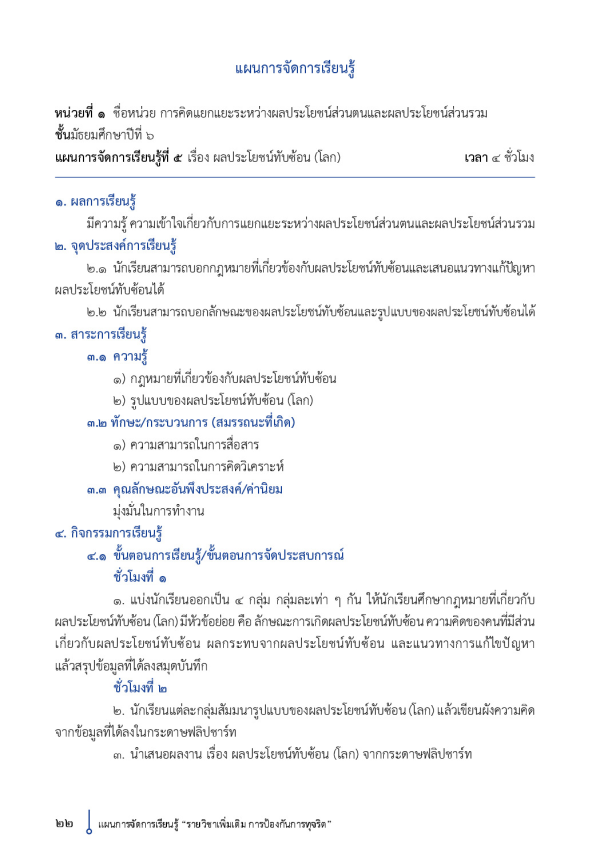 แผนการจัดการเรียนรู้
หน่วยที่ ๑ ชื่อหน่วย การคิดแยกแยะระหว่างผลประโยชน์ส่วนตนและผลประโยชน์ส่วนรวม
ชั้นมัธยมศึกษาปีที่ ๖
แผนการจัดการเรียนรู้ที่ ๕ เรื่อง ผลประโยชน์ทับซ้อน (โลก) เวลา ๔ ชั่วโมง
๑. ผลการเรียนรู้
มีความรู้ ความเข้าใจเกี่ยวกับการแยกแยะระหว่างผลประโยชน์ส่วนตนและผลประโยชน์ส่วนรวม
๒. จุดประสงค์การเรียนรู้
๒.๑ นักเรียนสามารถบอกกฎหมายที่เกี่ยวข้องกับผลประโยชน์ทับซ้อนและเสนอแนวทางแก้ปัญหา
ผลประโยชน์ทับซ้อนได้
๒.๒ นักเรียนสามารถบอกลักษณะของผลประโยชน์ทับซ้อนและรูปแบบของผลประโยชน์ทับซ้อนได้
๓. สาระการเรียนรู้
๓.๑ ความรู้
๑) กฎหมายที่เกี่ยวข้องกับผลประโยชน์ทับซ้อน
๒) รูปแบบของผลประโยชน์ทับซ้อน (โลก)
๓.๒ ทักษะ/กระบวนการ (สมรรถนะที่เกิด)
๑) ความสามารถในการสื่อสาร
๒) ความสามารถในการคิดวิเคราะห์
๓.๓ คุณลักษณะอันพึงประสงค์/ค่านิยม
มุ่งมั่นในการทำงาน
๔. กิจกรรมการเรียนรู้
๔.๑ ขั้นตอนการเรียนรู้/ขั้นตอนการจัดประสบการณ์
ชั่วโมงที่ ๑
๑. แบ่งนักเรียนออกเป็น ๔ กลุ่ม กลุ่มละเท่า ๆ กัน ให้นักเรียนศึกษากฎหมายที่เกี่ยวกับ
ผลประโยชน์ทับซ้อน (โลก) มีหัวข้อย่อย คือ ลักษณะการเกิดผลประโยชน์ทับซ้อน ความคิดของคนที่มีส่วน
เกี่ยวกับผลประโยชน์ทับซ้อน ผลกระทบจากผลประโยชน์ทับซ้อน และแนวทางการแก้ไขปัญหา
แล้วสรุปข้อมูลที่ได้ลงสมุดบันทึก
ชั่วโมงที่ ๒
๒. นักเรียนแต่ละกลุ่มสัมมนารูปแบบของผลประโยชน์ทับซ้อน (โลก) แล้วเขียนผังความคิด
จากข้อมูลที่ได้ลงในกระดาษฟลิปชาร์ท
๓. นำเสนอผลงาน เรื่อง ผลประโยชน์ทับซ้อน (โลก) จากกระดาษฟลิปชาร์ท
๒๒ แผนการจัดการเรียนรู้ "รายวิชาเพิ่มเติม การป้องกันการทุจริต"